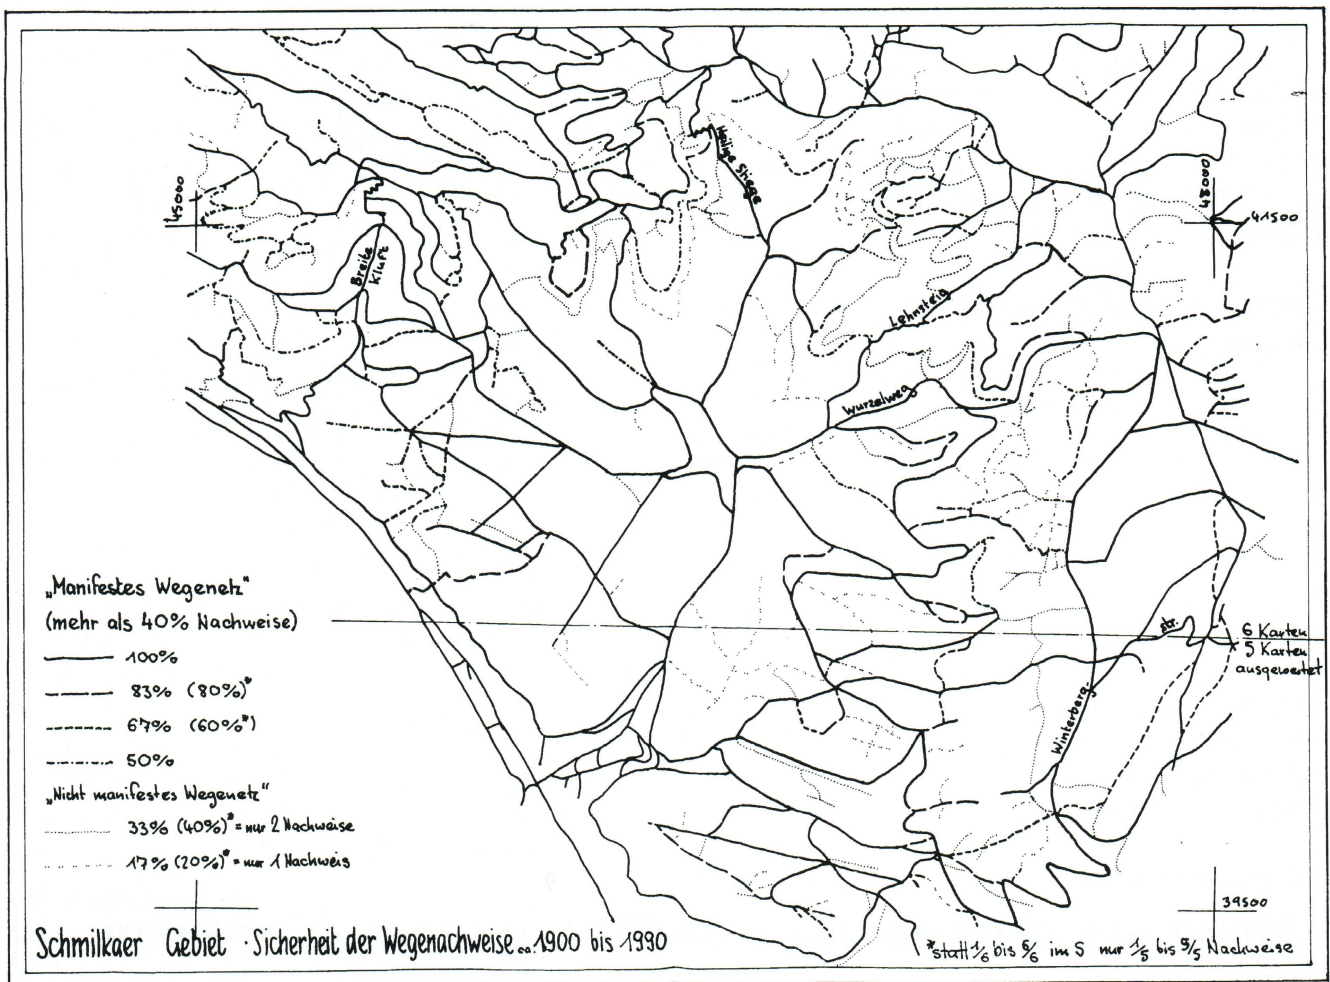 45000
48000
41500
Heilige Stiege
Breite
Kluft
Lehnsteig
Wurzelweg
„Manifestes Wegenetz"
(mehr als 40% Nachweise)
100%
83% (80%)*
67% (60%*)
50%
„Nicht manifestes Wegenetz"
33% (40%)* = nur 2 Nachweise
17% (20%)* = nur 1 Nachweis
Winterberg-
str.
6 Karten
5 Karten
ausgewertet
39500
Schmilkaer Gebiet · Sicherheit der Wegenachweise ca. 1900 bis 1990
*statt 1/6 bis 6/6 im S nur 1/5 bis 5/5 Nachweise